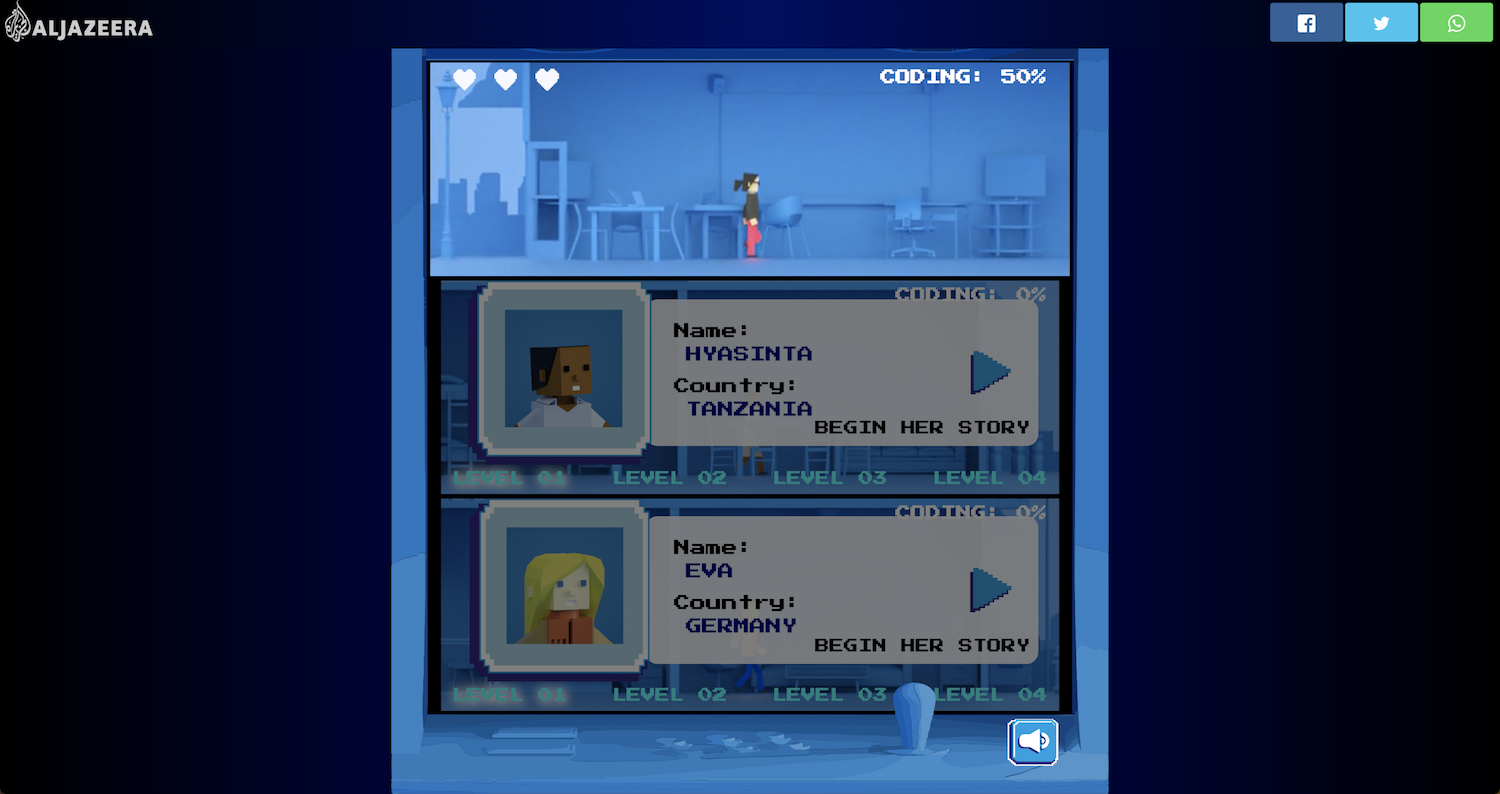 ALJAZEERA
CODING: 50%
CODING: 0%
Name:
HYASINTA
Country:
TANZANIA
BEGIN HER STORY
LEVEL 01 LEVEL 02 LEVEL 03 LEVEL 04
CODING: 0%
Name:
EVA
Country:
GERMANY
BEGIN HER STORY
LEVEL 01 LEVEL 02 LEVEL 03 LEVEL 04